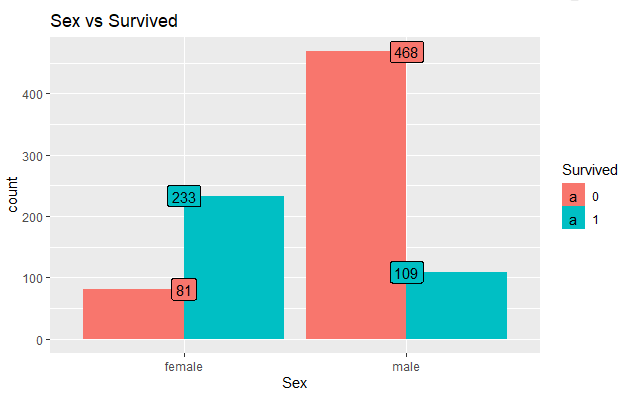 Sex vs Survived
count
400
300
200
100
0
468
233
109
81
female
male
Sex
Survived
a 0
a 1